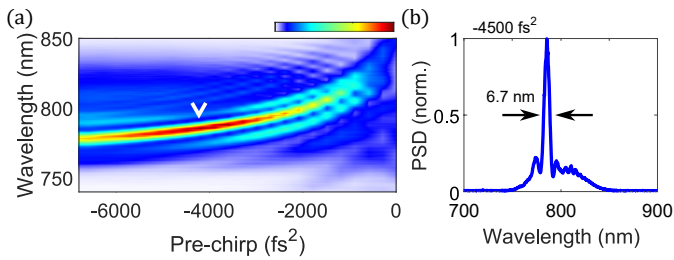 (a)
850
800
750
Wavelength (nm)
-6000
-4000
-2000
0
Pre-chirp (fs²)
(b)
-4500 fs²
1
0.5
0
PSD (norm.)
6.7 nm
700
800
900
Wavelength (nm)